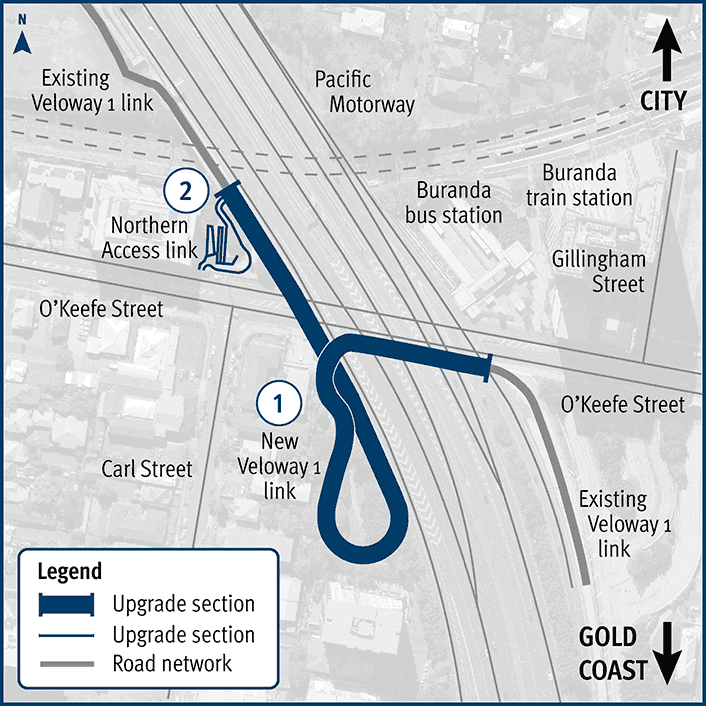 N
Existing
Veloway 1 link
Pacific
Motorway
CITY
2
Northern
Access link
Buranda
bus station
Buranda
train station
Gillingham
Street
O'Keefe Street
1
New
Veloway 1
link
O'Keefe Street
Carl Street
Existing
Veloway 1
link
Legend
Upgrade section
Upgrade section
Road network
GOLD
COAST